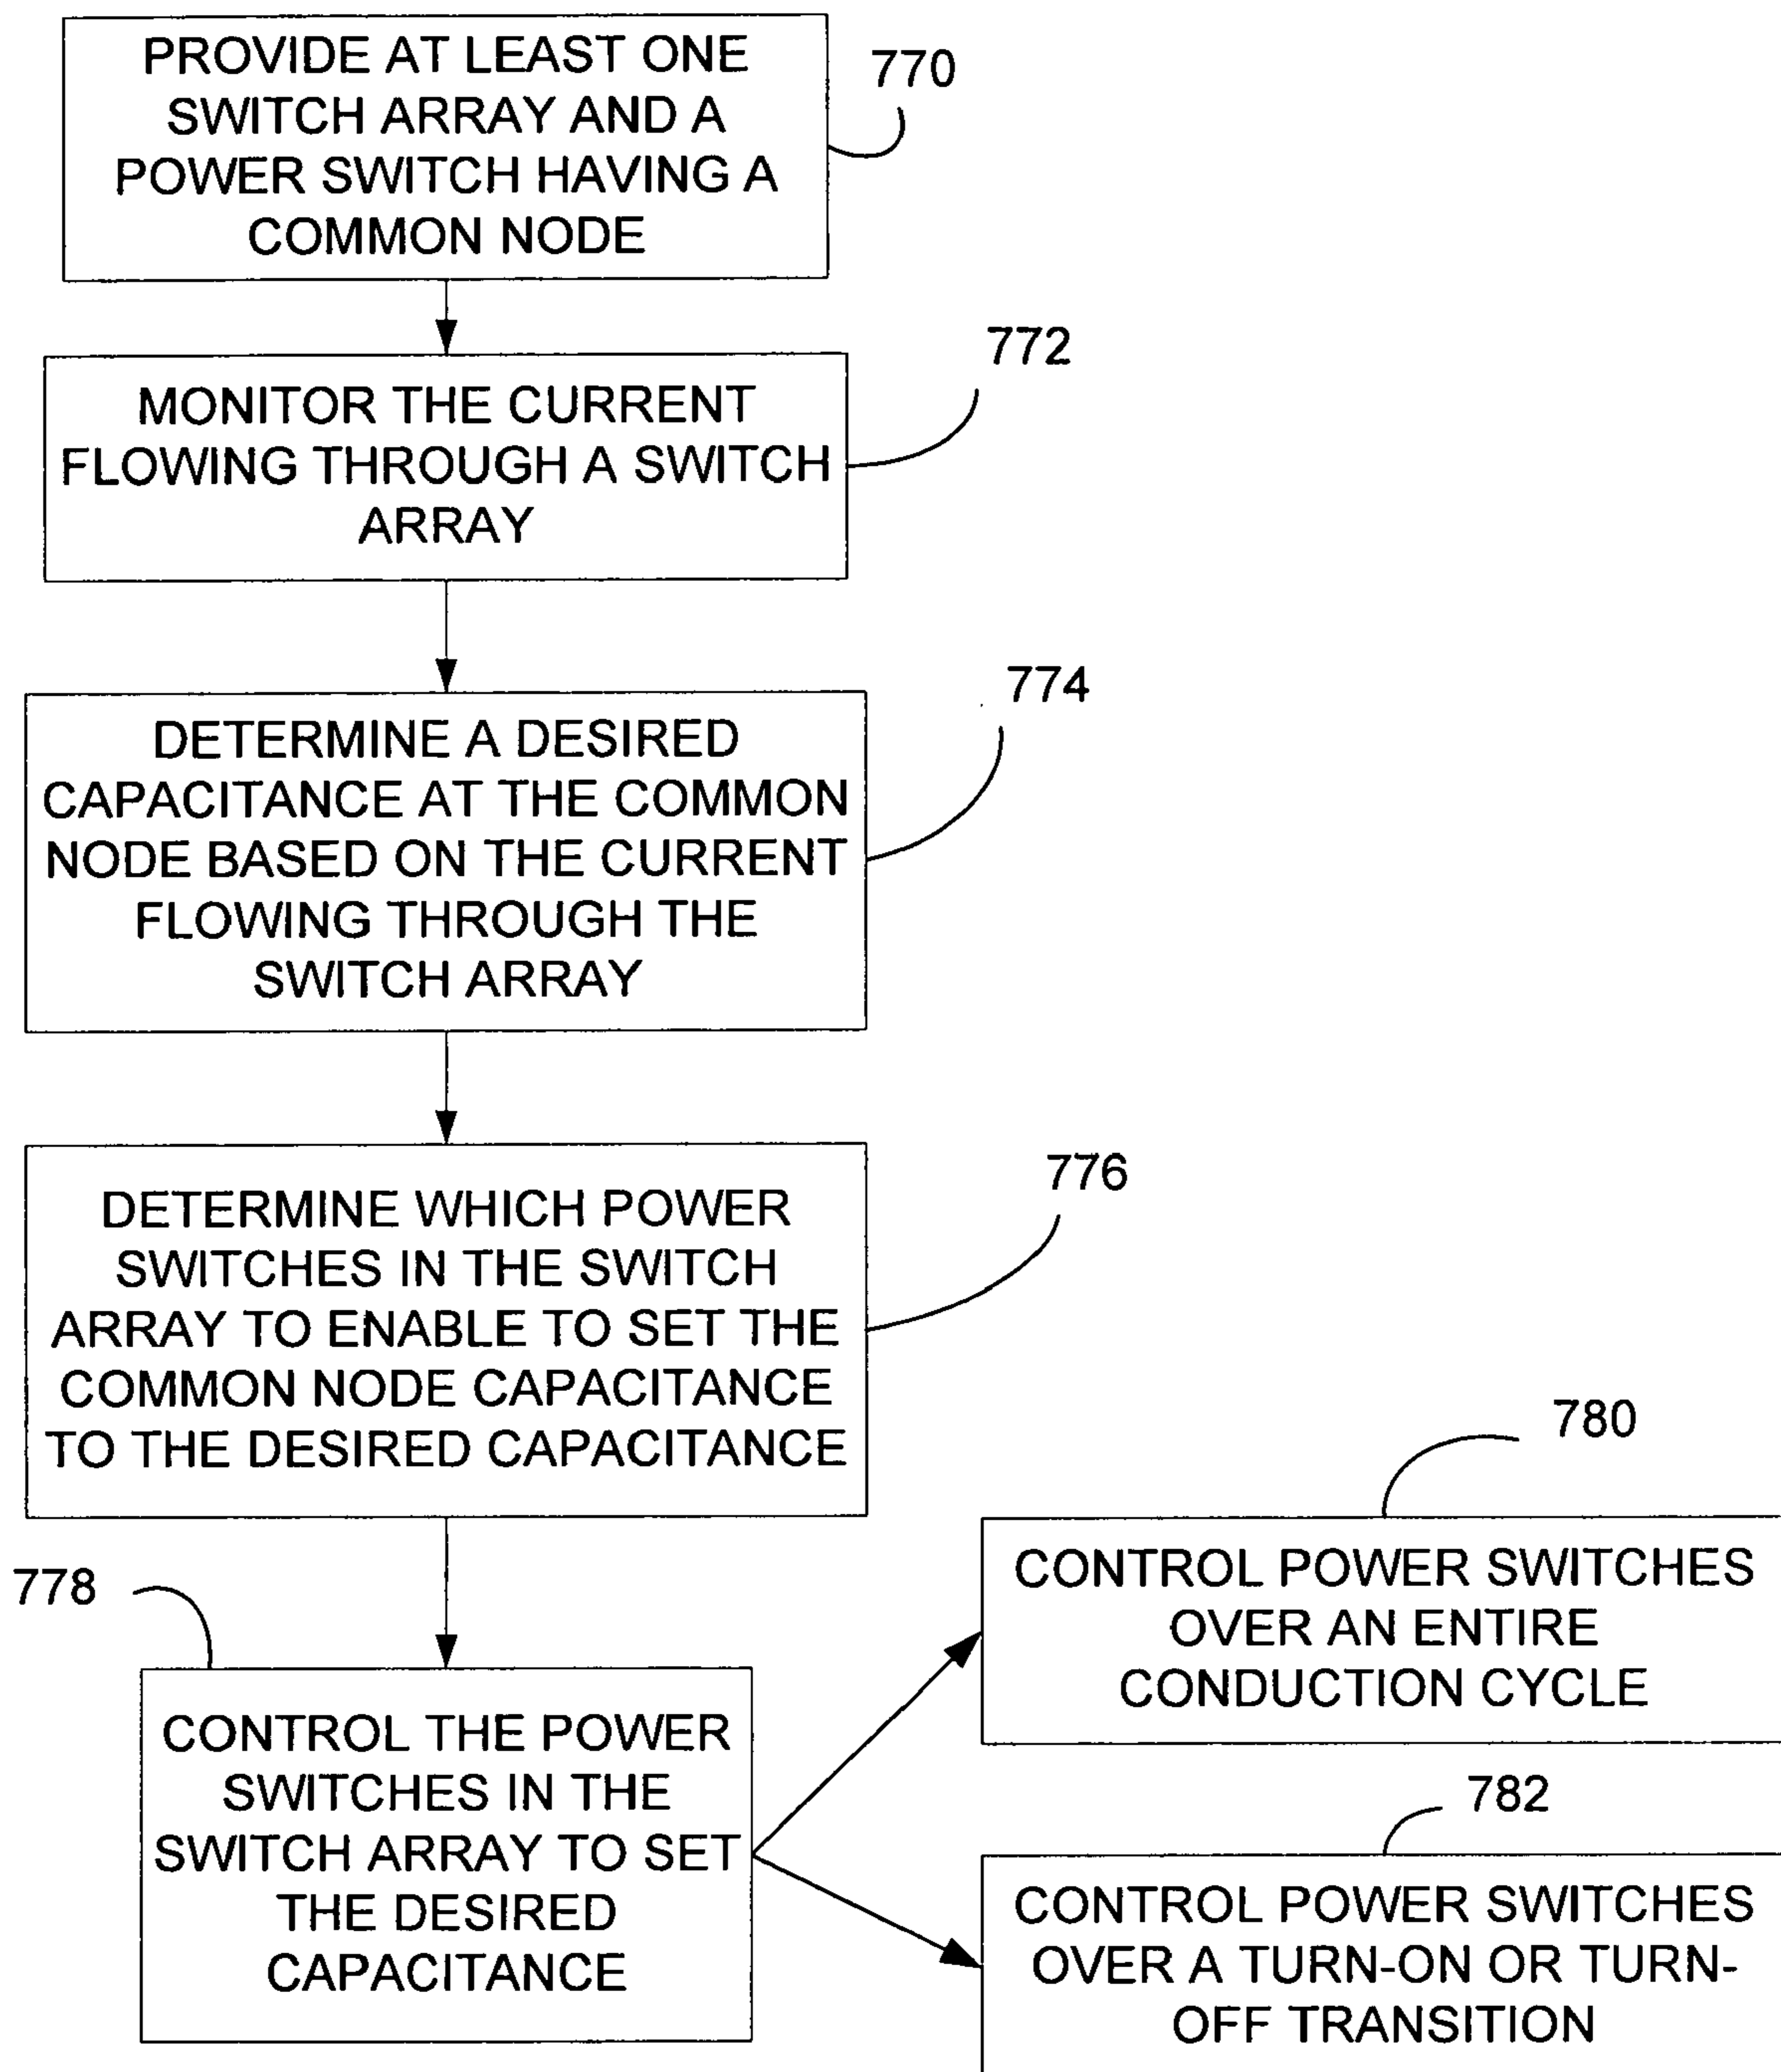 PROVIDE AT LEAST ONE
SWITCH ARRAY AND A
POWER SWITCH HAVING A
COMMON NODE
770
MONITOR THE CURRENT
FLOWING THROUGH A SWITCH
ARRAY
772
DETERMINE A DESIRED
CAPACITANCE AT THE COMMON
NODE BASED ON THE CURRENT
FLOWING THROUGH THE
SWITCH ARRAY
774
DETERMINE WHICH POWER
SWITCHES IN THE SWITCH
ARRAY TO ENABLE TO SET THE
COMMON NODE CAPACITANCE
TO THE DESIRED CAPACITANCE
776
778
CONTROL THE POWER
SWITCHES IN THE
SWITCH ARRAY TO SET
THE DESIRED
CAPACITANCE
780
CONTROL POWER SWITCHES
OVER AN ENTIRE
CONDUCTION CYCLE
782
CONTROL POWER SWITCHES
OVER A TURN-ON OR TURN-
OFF TRANSITION